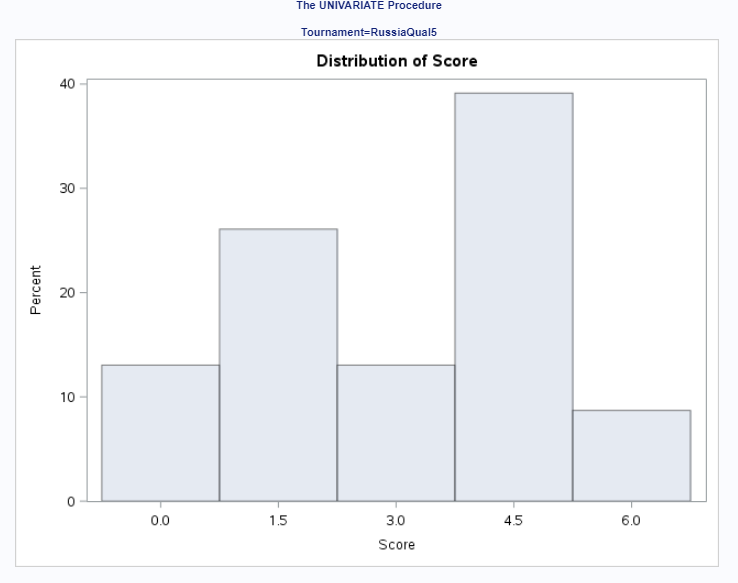 The UNIVARIATE Procedure
Tournament=RussiaQual5
Distribution of Score
40
30
20
10
0
Percent
0.0 1.5 3.0 4.5 6.0
Score